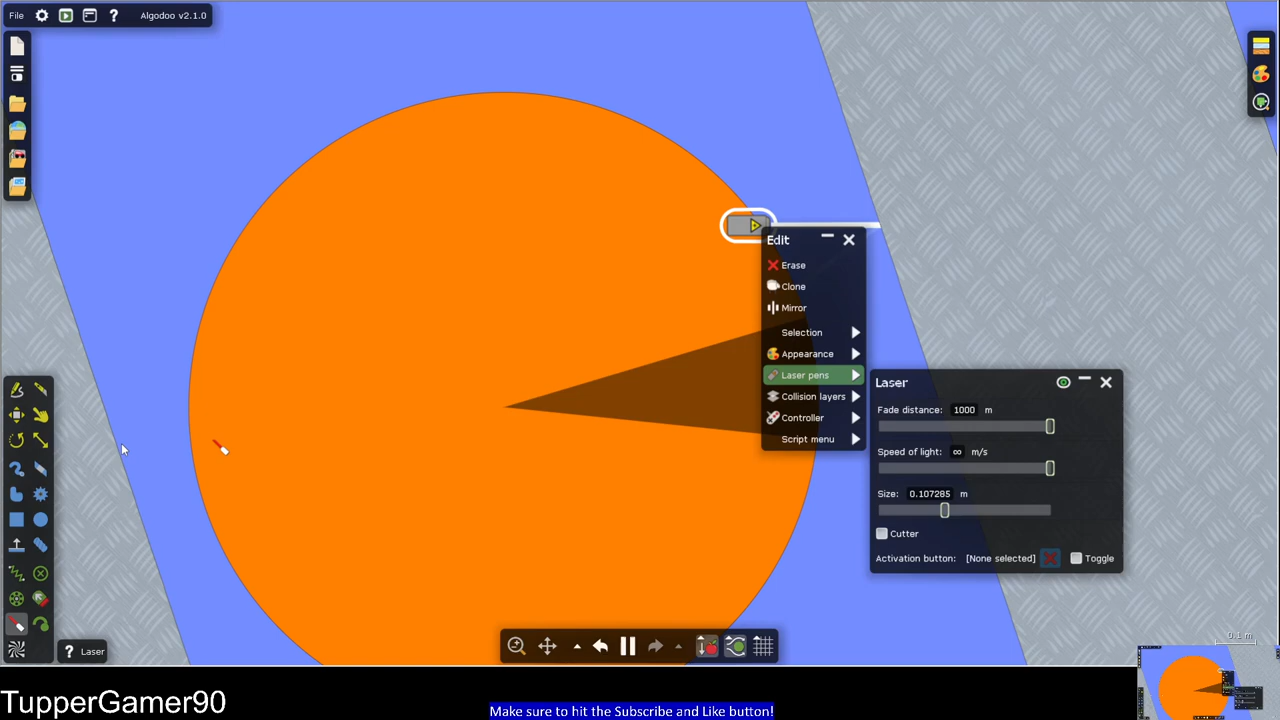 File
Algodoo v2.1.0
Edit
Erase
Clone
Mirror
Selection
Appearance
Laser pens
Collision layers
Controller
Script menu
Laser
Fade distance: 1000 m
Speed of light: ∞ m/s
Size: 0.107285 m
Cutter
Activation button: [None selected] Toggle
? Laser
0.1 m
TupperGamer90
Make sure to hit the Subscribe and Like button!